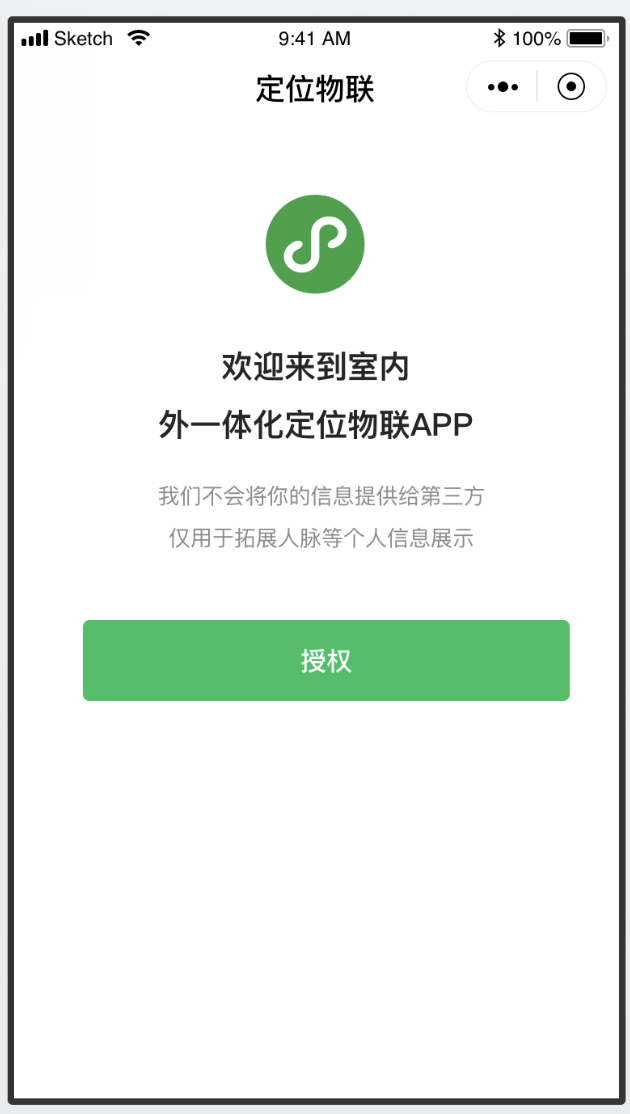 Sketch 9:41 AM 100%
定位物联
欢迎来到室内
外一体化定位物联APP
我们不会将你的信息提供给第三方
仅用于拓展人脉等个人信息展示
授权